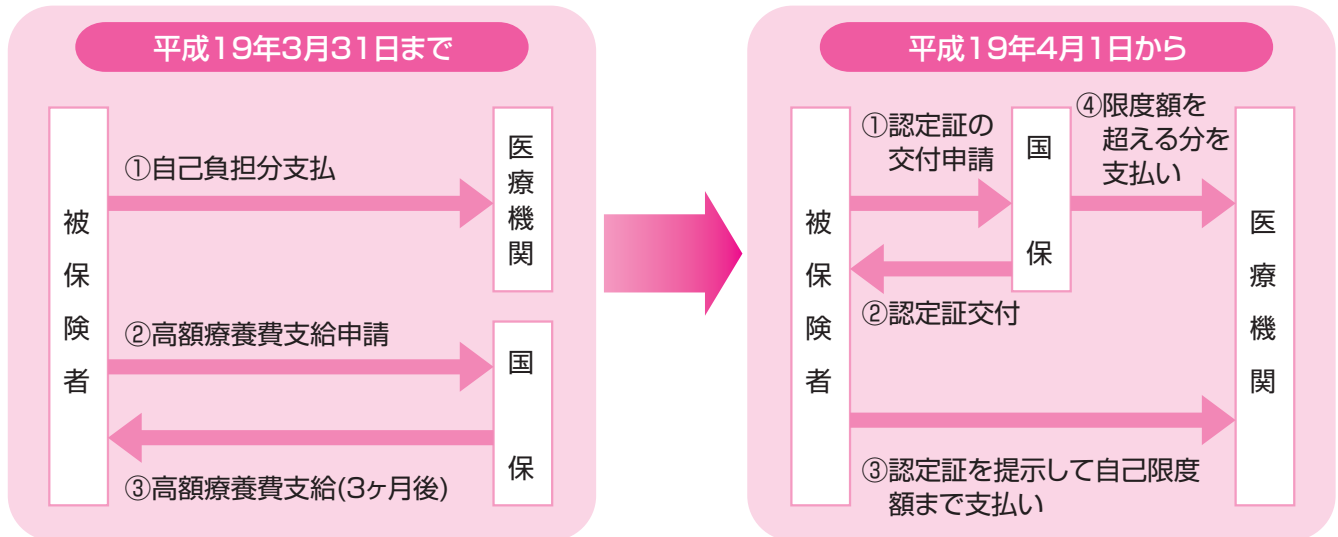 平成19年3月31日まで
被保険者
①自己負担分支払
医療機関
②高額療養費支給申請
国保
③高額療養費支給(3ヶ月後)
平成19年4月1日から
被保険者
①認定証の
交付申請
国保
④限度額を
超える分を
支払い
②認定証交付
医療機関
③認定証を提示して自己限度
額まで支払い